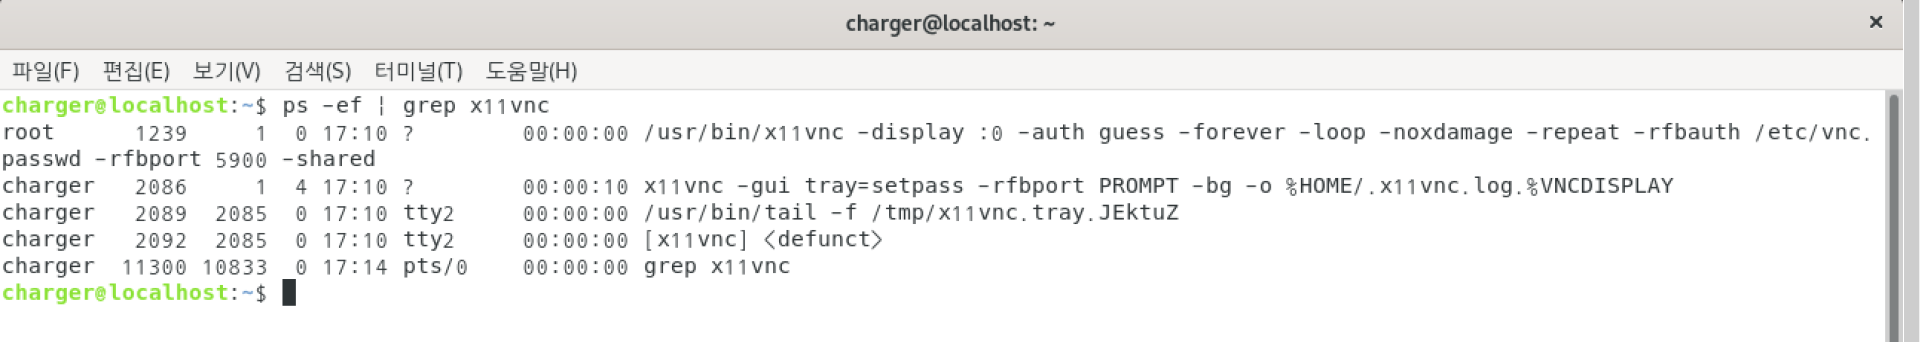 charger@localhost: ~
×
파일(F) 편집(E) 보기(V) 검색(S) 터미널(T) 도움말(H)
charger@localhost:~$ ps -ef | grep x11vnc
root      1239     1  0 17:10 ?        00:00:00 /usr/bin/x11vnc -display :0 -auth guess -forever -loop -noxdamage -repeat -rfbauth /etc/vnc.
passwd -rfbport 5900 -shared
charger   2086     1  4 17:10 ?        00:00:10 x11vnc -gui tray=setpass -rfbport PROMPT -bg -o %HOME/.x11vnc.log.%VNCDISPLAY
charger   2089  2085  0 17:10 tty2     00:00:00 /usr/bin/tail -f /tmp/x11vnc.tray.JEktuZ
charger   2092  2085  0 17:10 tty2     00:00:00 [x11vnc] <defunct>
charger  11300 10833  0 17:14 pts/0    00:00:00 grep x11vnc
charger@localhost:~$